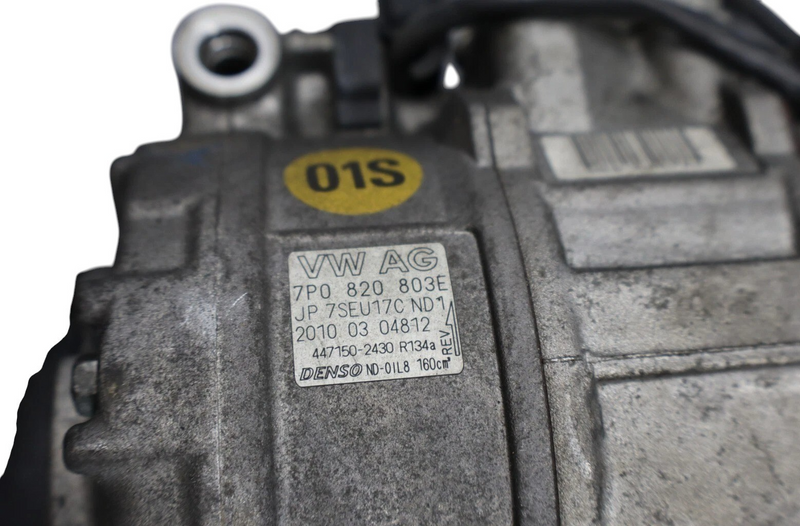 01S
VW AG
7P0 820 803E
JP 7SEU17C ND1
2010 03 04812
447150-2430 R134a
DENSO ND-OIL8 160cm³
REV